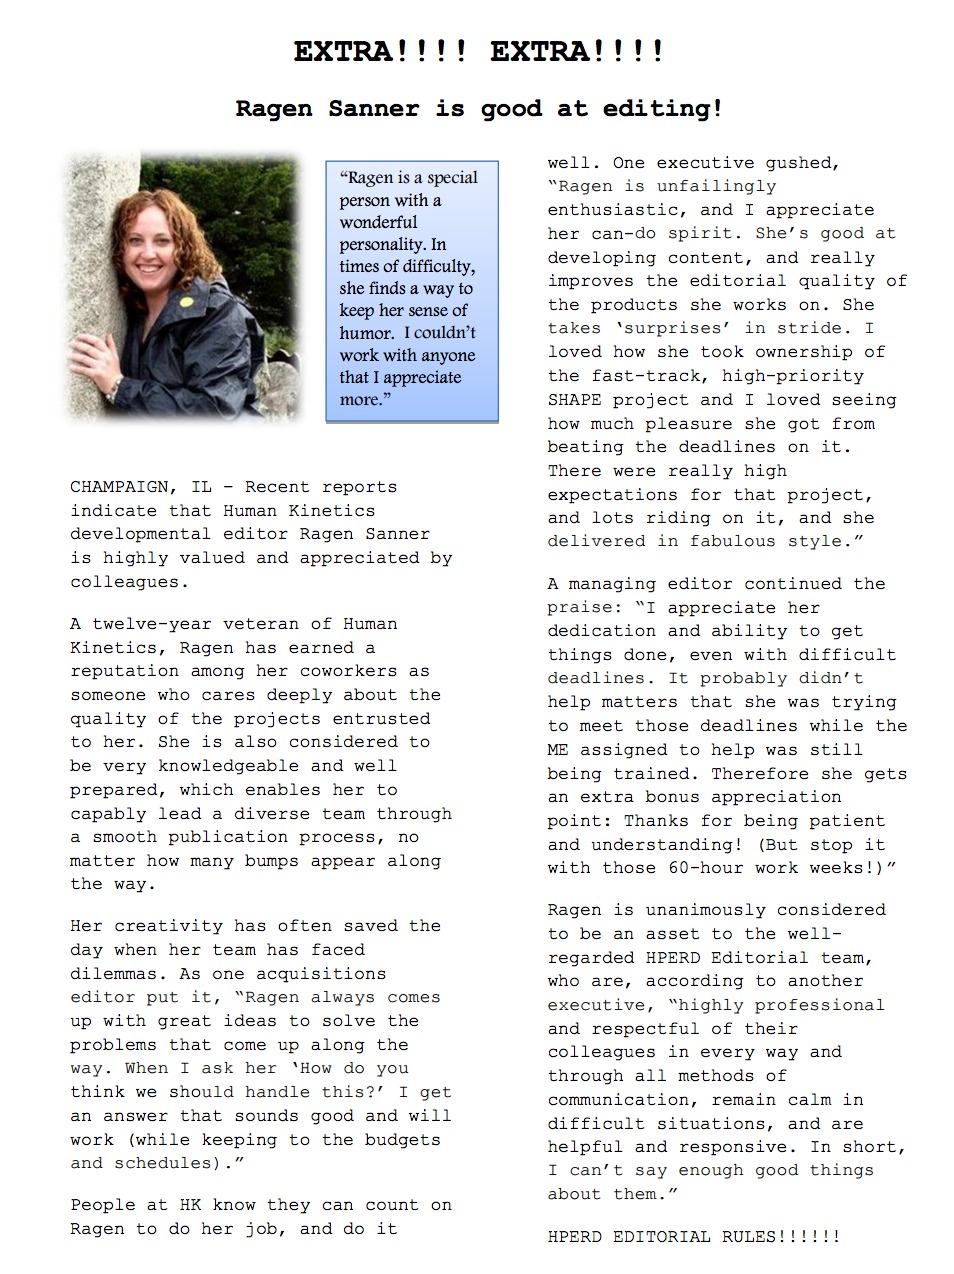 EXTRA!!!! EXTRA!!!!
Ragen Sanner is good at editing!
“Ragen is a special
person with a
wonderful
personality. In
times of difficulty,
she finds a way to
keep her sense of
humor.  I couldn’t
work with anyone
that I appreciate
more.”
CHAMPAIGN, IL – Recent reports
indicate that Human Kinetics
developmental editor Ragen Sanner
is highly valued and appreciated by
colleagues.
A twelve-year veteran of Human
Kinetics, Ragen has earned a
reputation among her coworkers as
someone who cares deeply about the
quality of the projects entrusted
to her. She is also considered to
be very knowledgeable and well
prepared, which enables her to
capably lead a diverse team through
a smooth publication process, no
matter how many bumps appear along
the way.
Her creativity has often saved the
day when her team has faced
dilemmas. As one acquisitions
editor put it, “Ragen always comes
up with great ideas to solve the
problems that come up along the
way. When I ask her ‘How do you
think we should handle this?’ I get
an answer that sounds good and will
work (while keeping to the budgets
and schedules).”
People at HK know they can count on
Ragen to do her job, and do it
well. One executive gushed,
“Ragen is unfailingly
enthusiastic, and I appreciate
her can-do spirit. She’s good at
developing content, and really
improves the editorial quality of
the products she works on. She
takes ‘surprises’ in stride. I
loved how she took ownership of
the fast-track, high-priority
SHAPE project and I loved seeing
how much pleasure she got from
beating the deadlines on it.
There were really high
expectations for that project,
and lots riding on it, and she
delivered in fabulous style.”
A managing editor continued the
praise: “I appreciate her
dedication and ability to get
things done, even with difficult
deadlines. It probably didn’t
help matters that she was trying
to meet those deadlines while the
ME assigned to help was still
being trained. Therefore she gets
an extra bonus appreciation
point: Thanks for being patient
and understanding! (But stop it
with those 60-hour work weeks!)”
Ragen is unanimously considered
to be an asset to the well-
regarded HPERD Editorial team,
who are, according to another
executive, “highly professional
and respectful of their
colleagues in every way and
through all methods of
communication, remain calm in
difficult situations, and are
helpful and responsive. In short,
I can’t say enough good things
about them.”
HPERD EDITORIAL RULES!!!!!!